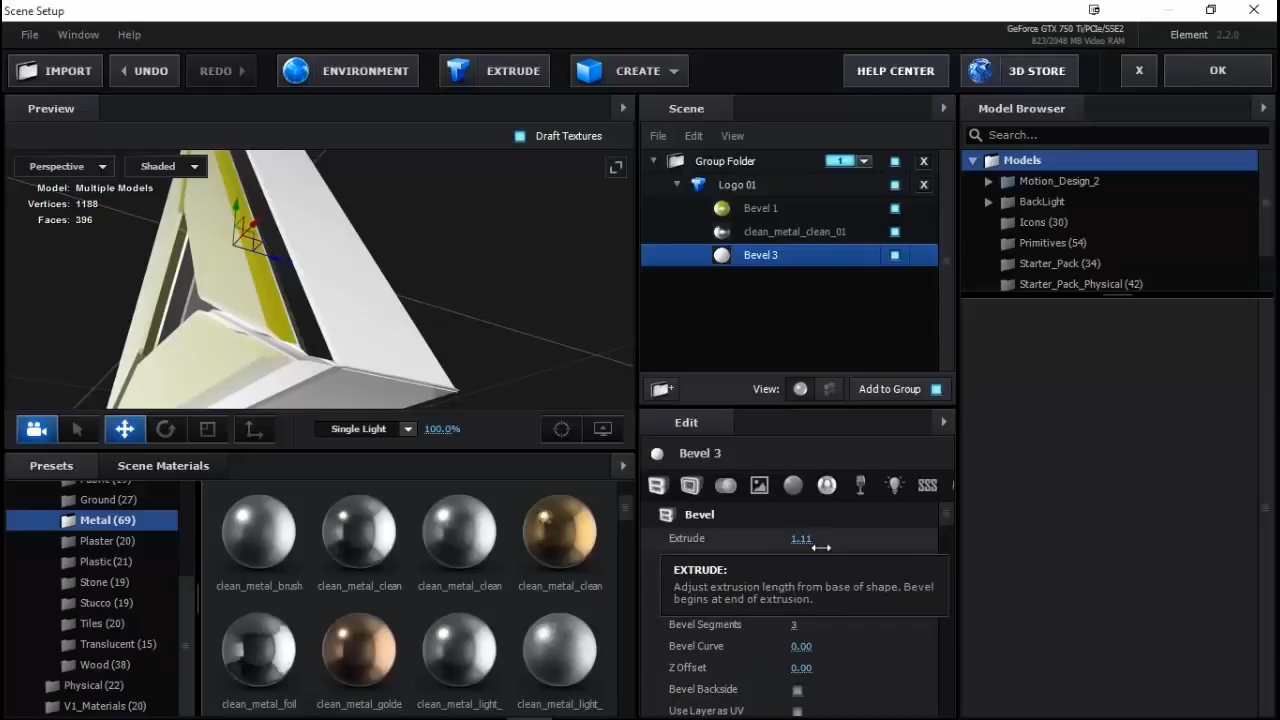 Scene Setup
File Window Help
GeForce GTX 750 Ti/PCIe/SSE2
823/2048 MB Video RAM
Element 2.2.0
IMPORT UNDO REDO ENVIRONMENT EXTRUDE CREATE HELP CENTER 3D STORE X OK
Preview
Draft Textures
Perspective Shaded
Model: Multiple Models
Vertices: 1188
Faces: 396
Single Light 100.0%
Scene
File Edit View
Group Folder 1 X
Logo 01 X
Bevel 1
clean_metal_clean_01
Bevel 3
View: Add to Group
Model Browser
Search...
Models
Motion_Design_2
BackLight
Icons (30)
Primitives (54)
Starter_Pack (34)
Starter_Pack_Physical (42)
Presets Scene Materials
Ground (27)
Metal (69)
Plaster (20)
Plastic (21)
Stone (19)
Stucco (19)
Tiles (20)
Translucent (15)
Wood (38)
Physical (22)
V1_Materials (20)
clean_metal_brush clean_metal_clean clean_metal_clean clean_metal_clean
clean_metal_foil clean_metal_golde clean_metal_light_ clean_metal_light_
Edit
Bevel 3
Bevel
Extrude 1.11
EXTRUDE:
Adjust extrusion length from base of shape. Bevel
begins at end of extrusion.
Bevel Segments 3
Bevel Curve 0.00
Z Offset 0.00
Bevel Backside
Use Layer as UV